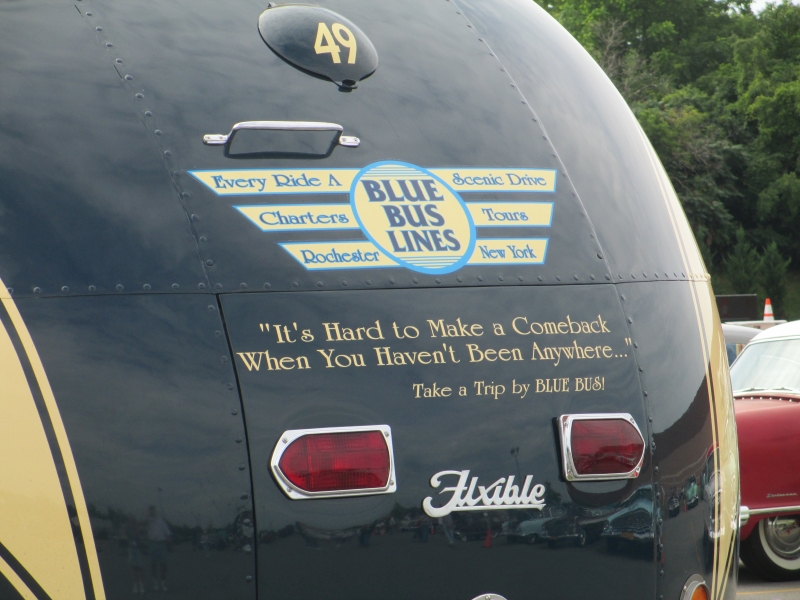 49
Every Ride A Scenic Drive
BLUE
BUS
LINES
Charters Tours
Rochester New York
"It's Hard to Make a Comeback
When You Haven't Been Anywhere..."
Take a Trip by BLUE BUS!
Flxible